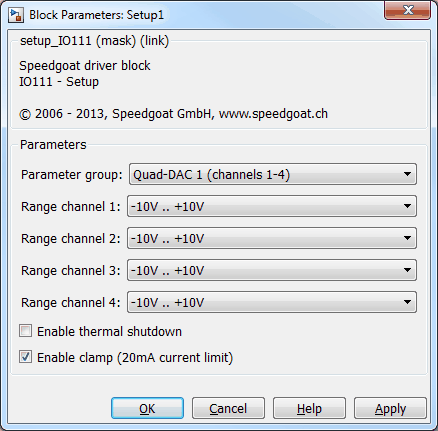 Block Parameters: Setup1
setup_IO111 (mask) (link)
Speedgoat driver block
IO111 - Setup
© 2006 - 2013, Speedgoat GmbH, www.speedgoat.ch
Parameters
Parameter group: Quad-DAC 1 (channels 1-4)
Range channel 1: -10V .. +10V
Range channel 2: -10V .. +10V
Range channel 3: -10V .. +10V
Range channel 4: -10V .. +10V
Enable thermal shutdown
Enable clamp (20mA current limit)
OK Cancel Help Apply